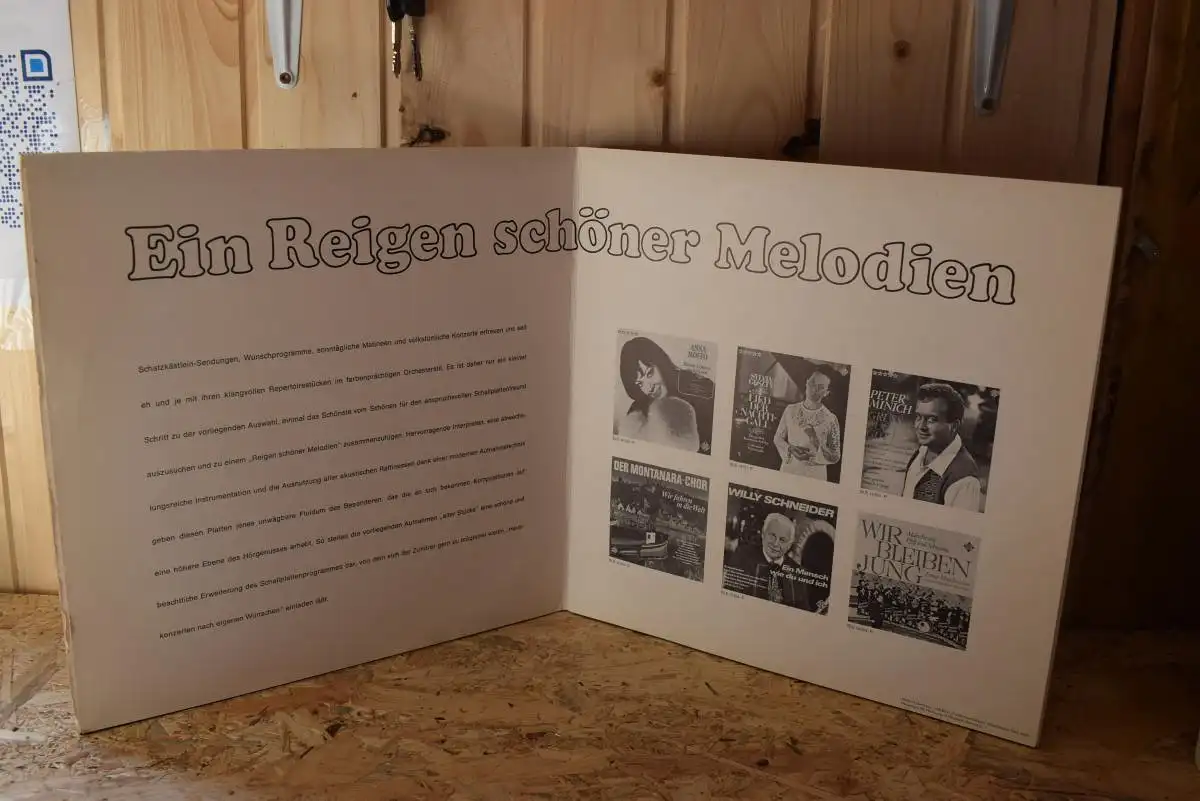 Ein Reigen schöner Melodien
Schatzkästlein-Sendungen, Wunschprogramme, sonntägliche Matineen und volkstümliche Konzerte erfreuen uns seit
eh und je mit ihren klangvollen Repertoirestücken im farbenprächtigen Orchesterstil. Es ist daher nur ein kleiner
Schritt zu der vorliegenden Auswahl, einmal das Schönste vom Schönen für den anspruchsvollen Schallplattenfreund
auszusuchen und zu einem „Reigen schöner Melodien" zusammenzufügen. Hervorragende Interpreten, eine abwechs-
lungsreiche Instrumentation und die Ausnutzung aller akustischen Raffinessen dank einer modernen Aufnahmetechnik
geben diesen Platten jenes unwägbare Fluidum des Besonderen, das die an sich bekannten Kompositionen auf
eine höhere Ebene des Hörgenusses erhebt. So stellen die vorliegenden Aufnahmen „alter Stücke" eine schöne und
beachtliche Erweiterung des Schallplattenprogrammes dar, von dem sich der Zuhörer gern zu möglichst vielen „Heim-
konzerten nach eigenen Wünschen" einladen läßt.
ANNA
MOFFO
LIED
DER
NACHTI-
GALL
PETER
MINICH
DER MONTANARA-CHOR
Wir fahren
in die Welt
WILLY SCHNEIDER
Ein Mensch
wie du und ich
WIR
BLEIBEN
JUNG